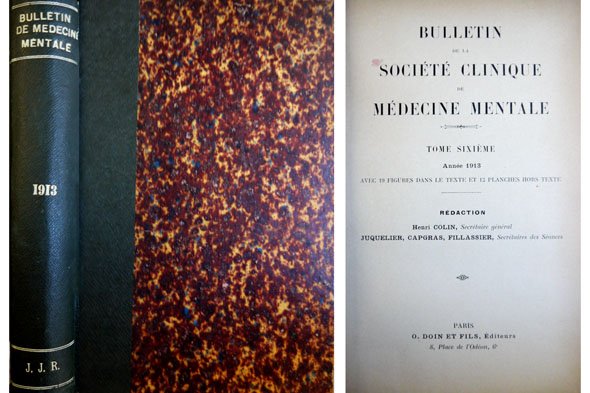 BULLETIN
DE MEDECINE
MENTALE
1913
J. J. R.
BULLETIN
DE LA
SOCIÉTÉ CLINIQUE
DE
MÉDECINE MENTALE
TOME SIXIÈME
Année 1913
AVEC 19 FIGURES DANS LE TEXTE ET 15 PLANCHES HORS TEXTE
RÉDACTION
Henri COLIN, Secrétaire général
JUQUELIER, CAPGRAS, FILLASSIER, Secrétaires des Séances
PARIS
O. DOIN ET FILS, Éditeurs
8, Place de l'Odéon, 8